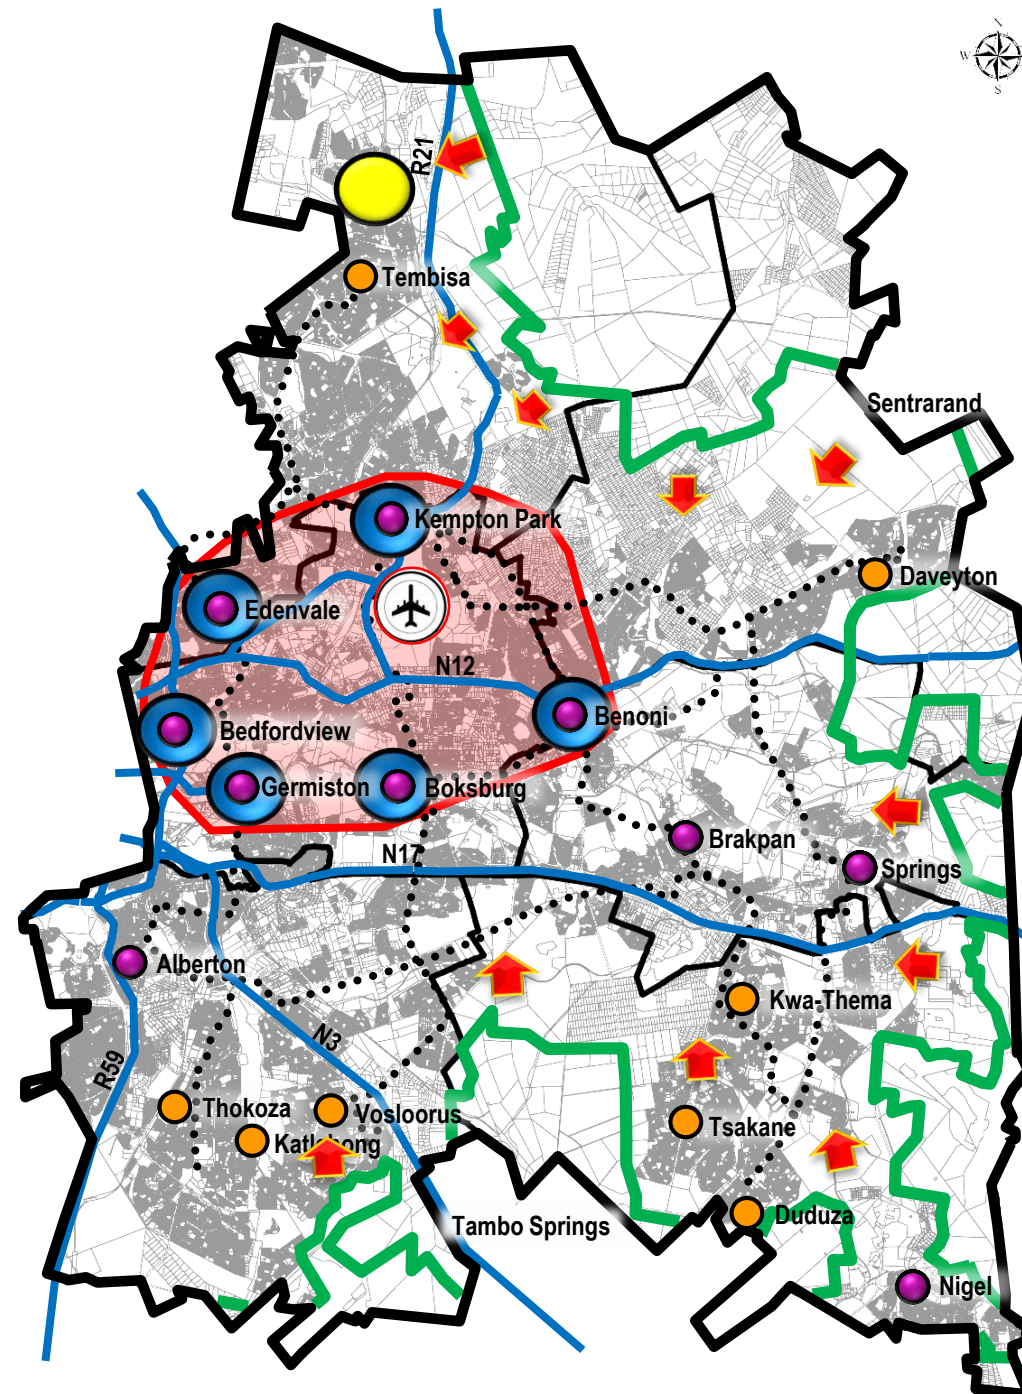 N
W
S
R21
Tembisa
Sentrarand
Kempton Park
Daveyton
Edenvale
N12
Benoni
Bedfordview
Germiston
Boksburg
Brakpan
N17
Springs
Alberton
Kwa-Thema
N3
R59
Thokoza
Vosloorus
Tsakane
Katlehong
Duduza
Tambo Springs
Nigel